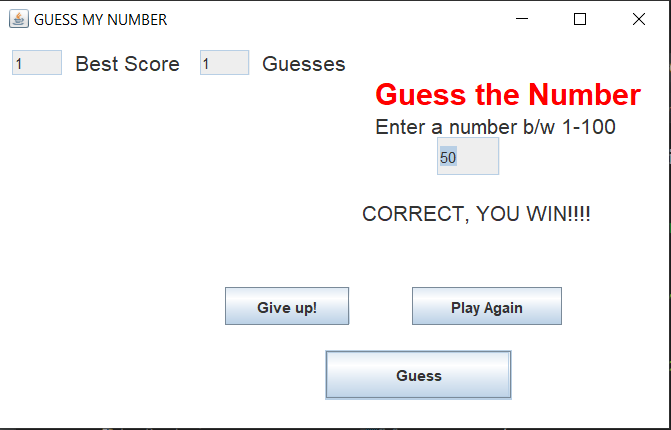 GUESS MY NUMBER
1 Best Score 1 Guesses
Guess the Number
Enter a number b/w 1-100
50
CORRECT, YOU WIN!!!!
Give up! Play Again
Guess